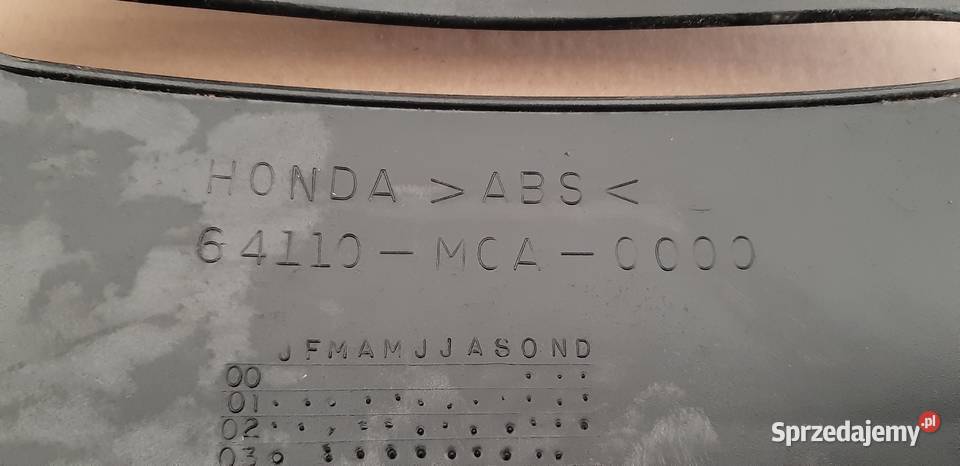 HONDA >ABS<
64110-MCA-0000
JFMAMJJASOND
00
01
02
03
Sprzedajemy.pl